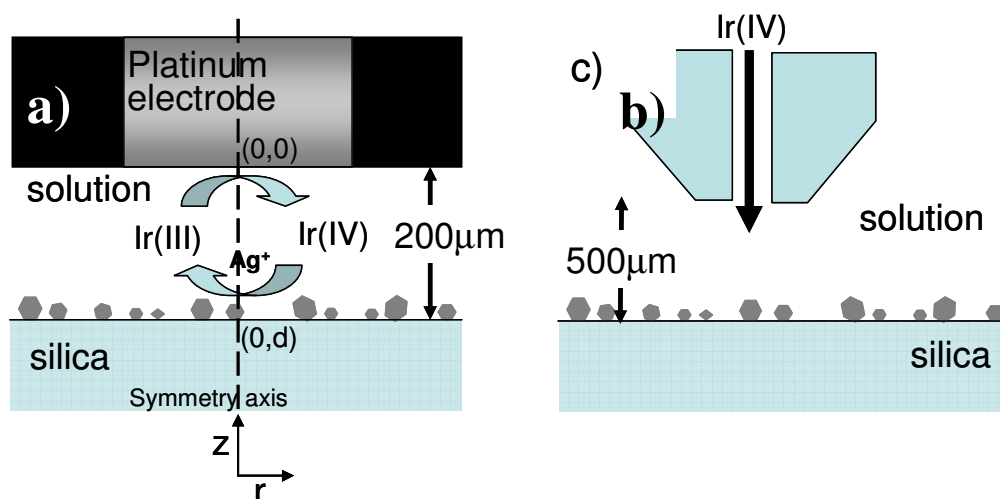 Platinum
electrode
a)
(0,0)
solution
Ir(III)
Ir(IV)
200μm
Ag⁺
(0,d)
silica
Symmetry axis
z
r
Ir(IV)
c)
b)
solution
500μm
silica